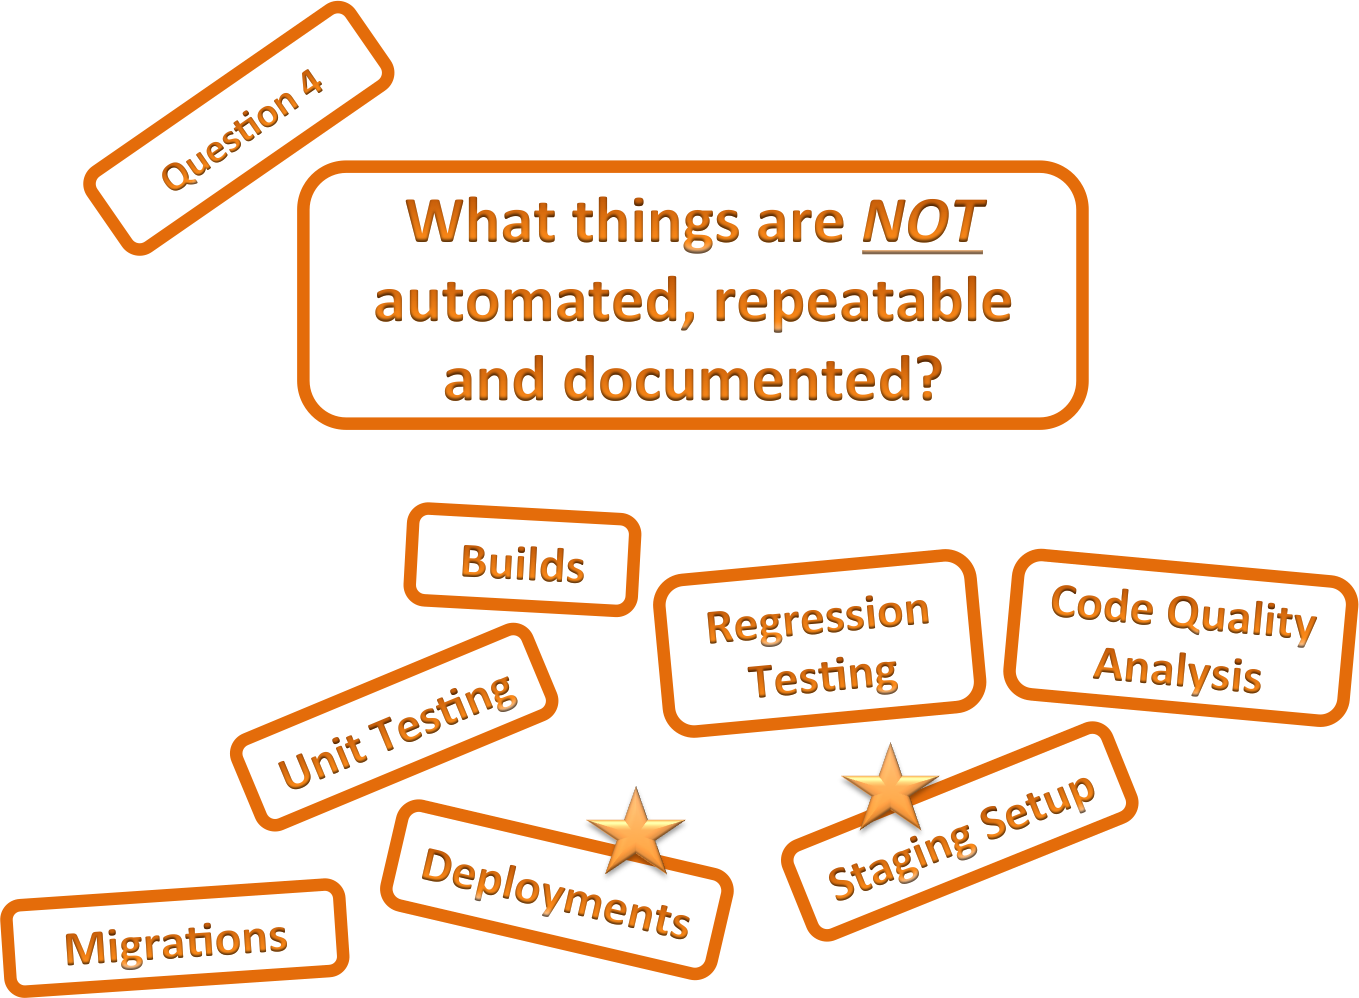 Question 4
What things are NOT
automated, repeatable
and documented?
Builds
Regression
Testing
Code Quality
Analysis
Unit Testing
Staging Setup
Deployments
Migrations